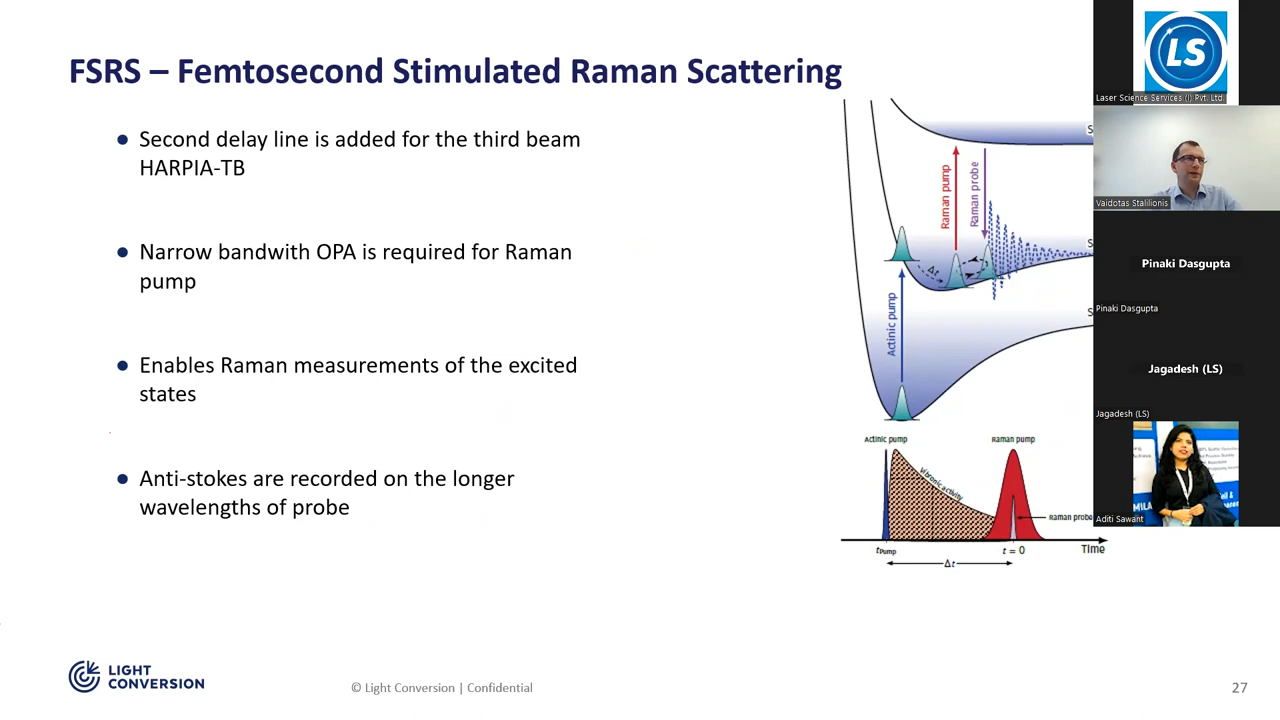 FSRS – Femtosecond Stimulated Raman Scattering
Second delay line is added for the third beam
HARPIA-TB
Narrow bandwith OPA is required for Raman
pump
Enables Raman measurements of the excited
states
Anti-stokes are recorded on the longer
wavelengths of probe
S
Raman pump
Raman probe
S
Δt
Actinic pump
S
Actinic pump
Raman pump
Vibronic activity
Raman probe
tPump
t = 0
Time
Δt
LS
Laser Science Services (I) Pvt. Ltd.
Vaidotas Stalilionis
Pinaki Dasgupta
Pinaki Dasgupta
Jagadesh (LS)
Jagadesh (LS)
MILA
Aditi Sawant
LIGHT
CONVERSION
© Light Conversion | Confidential
27